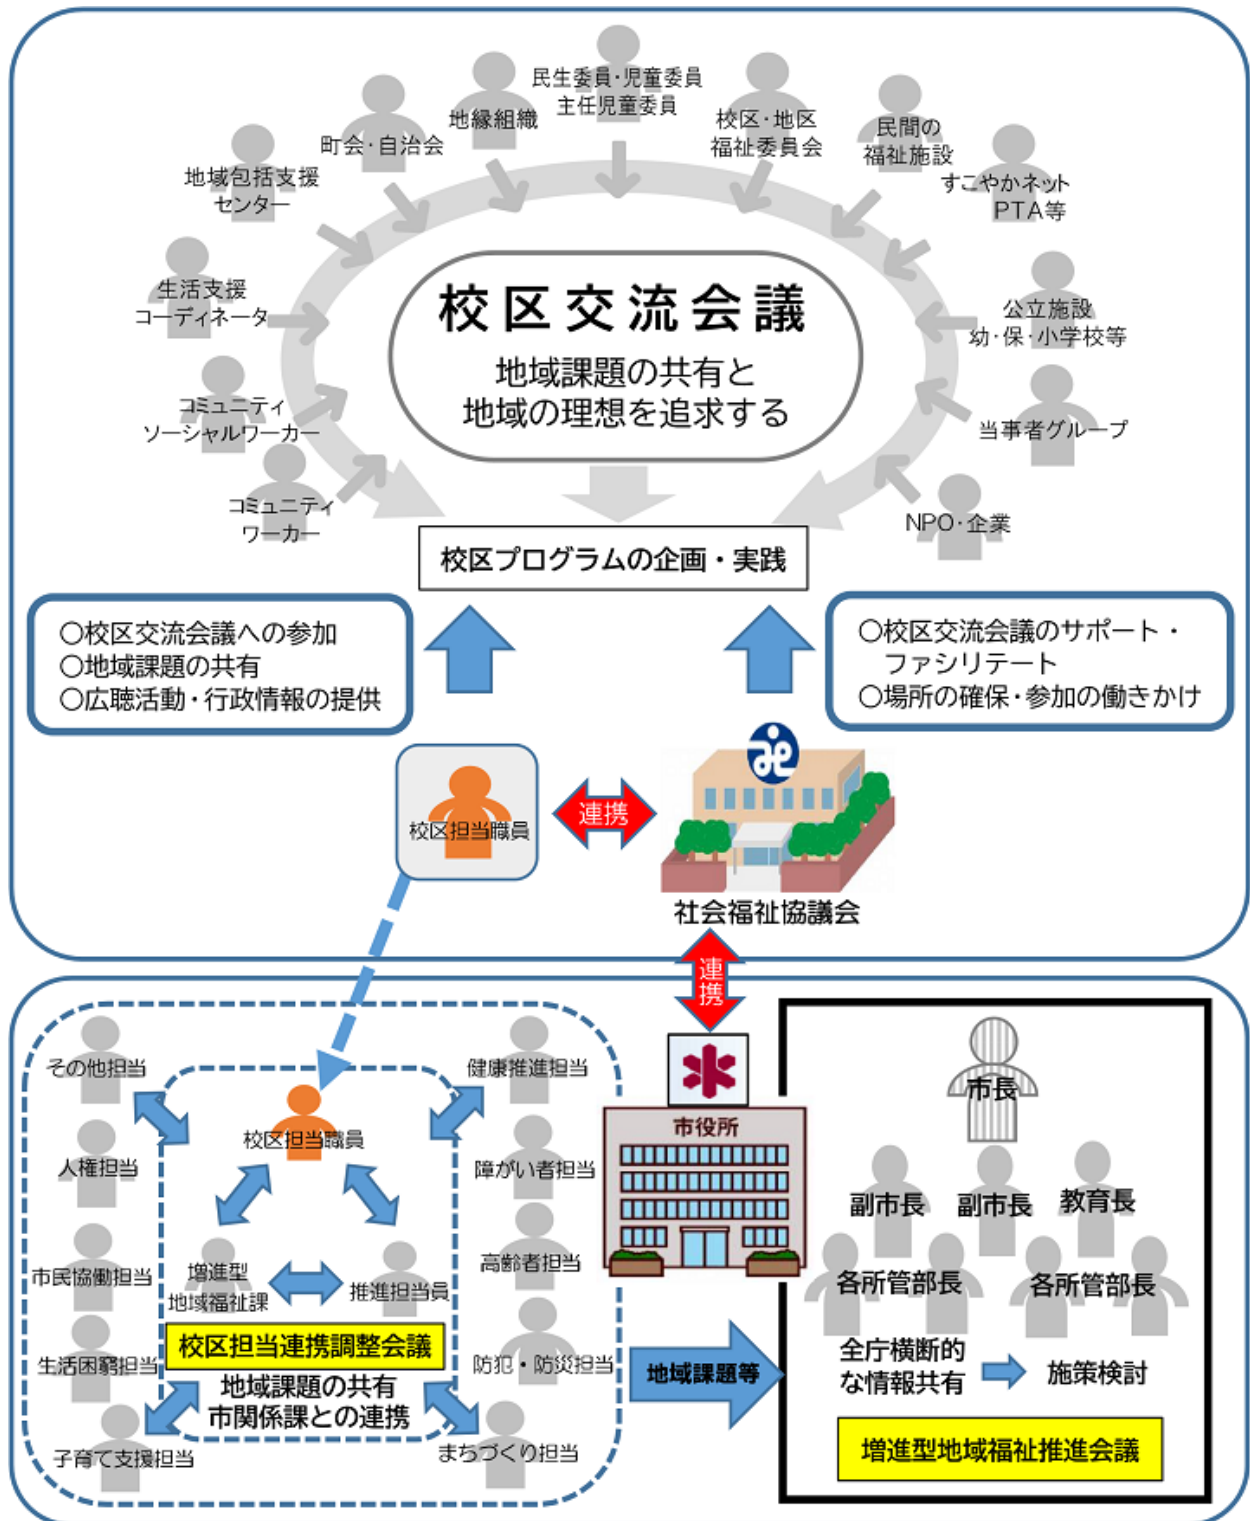 民生委員・児童委員
主任児童委員
地縁組織
校区・地区
福祉委員会
町会・自治会
民間の
福祉施設
地域包括支援
センター
すこやかネット
PTA等
生活支援
コーディネータ
公立施設
幼・保・小学校等
校区交流会議
地域課題の共有と
地域の理想を追求する
コミュニティ
ソーシャルワーカー
当事者グループ
コミュニティ
ワーカー
NPO・企業
校区プログラムの企画・実践
〇校区交流会議への参加
〇地域課題の共有
〇広聴活動・行政情報の提供
〇校区交流会議のサポート・
ファシリテート
〇場所の確保・参加の働きかけ
校区担当職員
連携
社会福祉協議会
連携
その他担当
健康推進担当
校区担当職員
人権担当
障がい者担当
市民協働担当
高齢者担当
増進型
地域福祉課
推進担当員
校区担当連携調整会議
生活困窮担当
防犯・防災担当
地域課題の共有
市関係課との連携
子育て支援担当
まちづくり担当
市役所
地域課題等
市長
副市長
副市長
教育長
各所管部長
各所管部長
全庁横断的
な情報共有
施策検討
増進型地域福祉推進会議